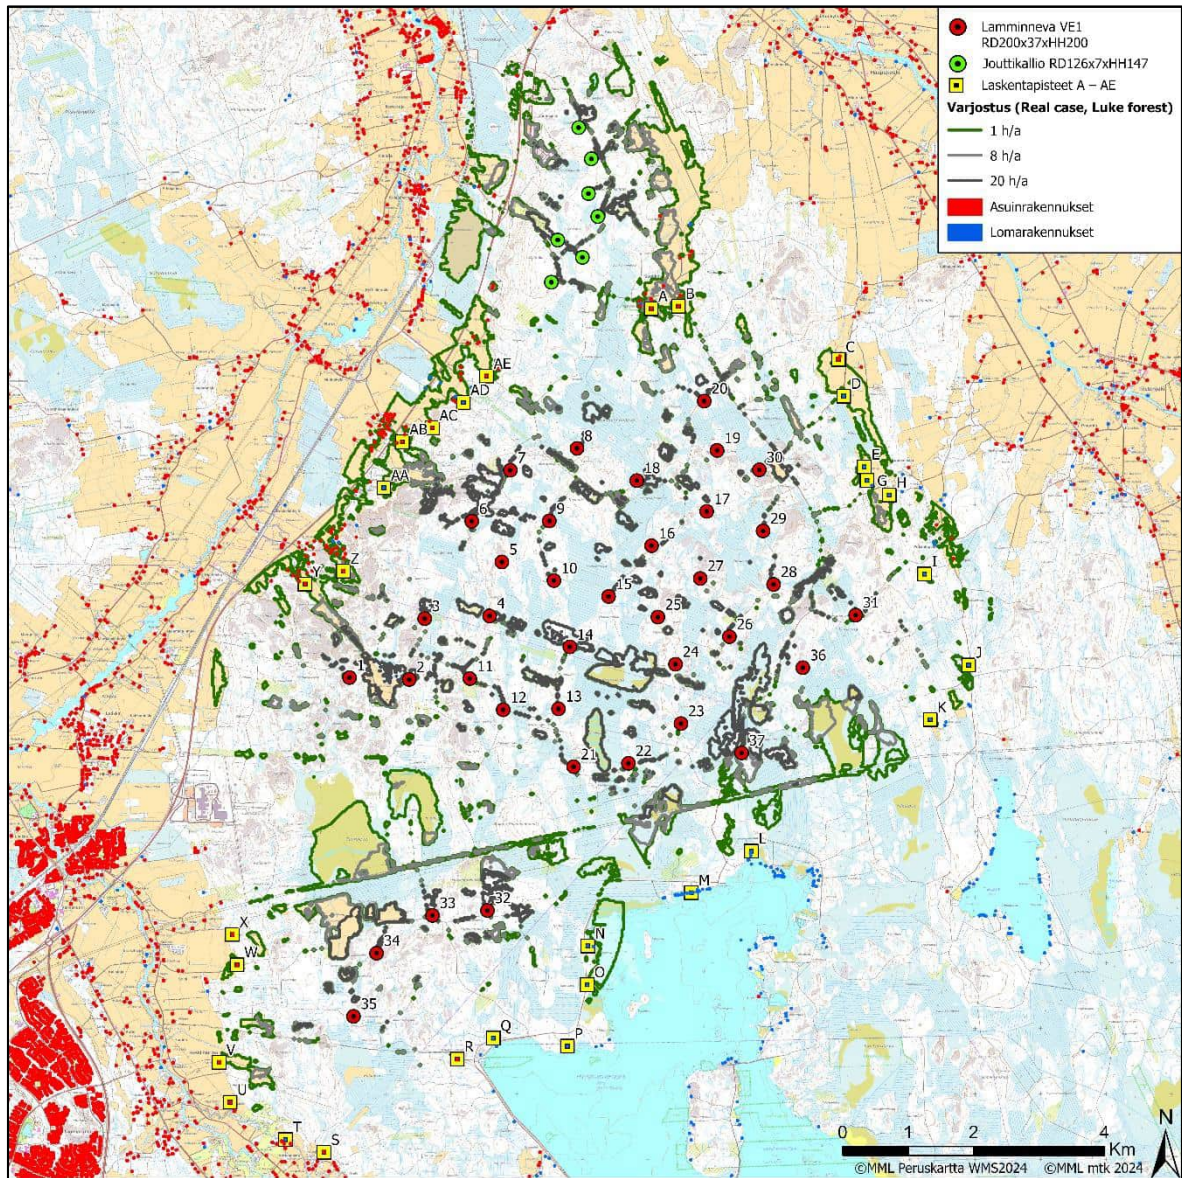 Lamminneva VE1
RD200x37xHH200
Jouttikallio RD126x7xHH147
Laskentapisteet A – AE
Varjostus (Real case, Luke forest)
1 h/a
8 h/a
20 h/a
Asuinrakennukset
Lomarakennukset
A
B
C
D
E
G
H
I
J
K
L
M
N
O
P
Q
R
S
T
U
V
W
X
Y
Z
AA
AB
AC
AD
AE
1
2
3
4
5
6
7
8
9
10
11
12
13
14
15
16
17
18
19
20
21
22
23
24
25
26
27
28
29
30
31
32
33
34
35
36
37
N
0 1 2 4
Km
©MML Peruskartta WMS2024 ©MML mtk 2024